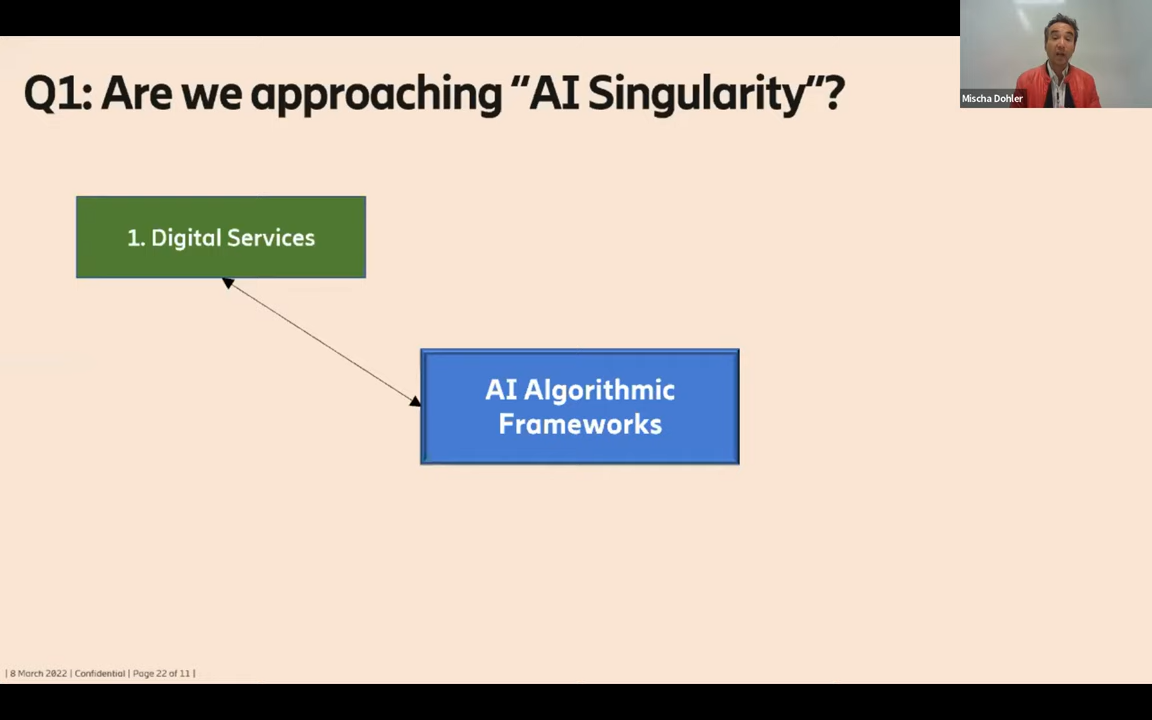 Q1: Are we approaching “AI Singularity“?
Mischa Dohler
1. Digital Services
AI Algorithmic
Frameworks
| 8 March 2022 | Confidential | Page 22 of 11 |